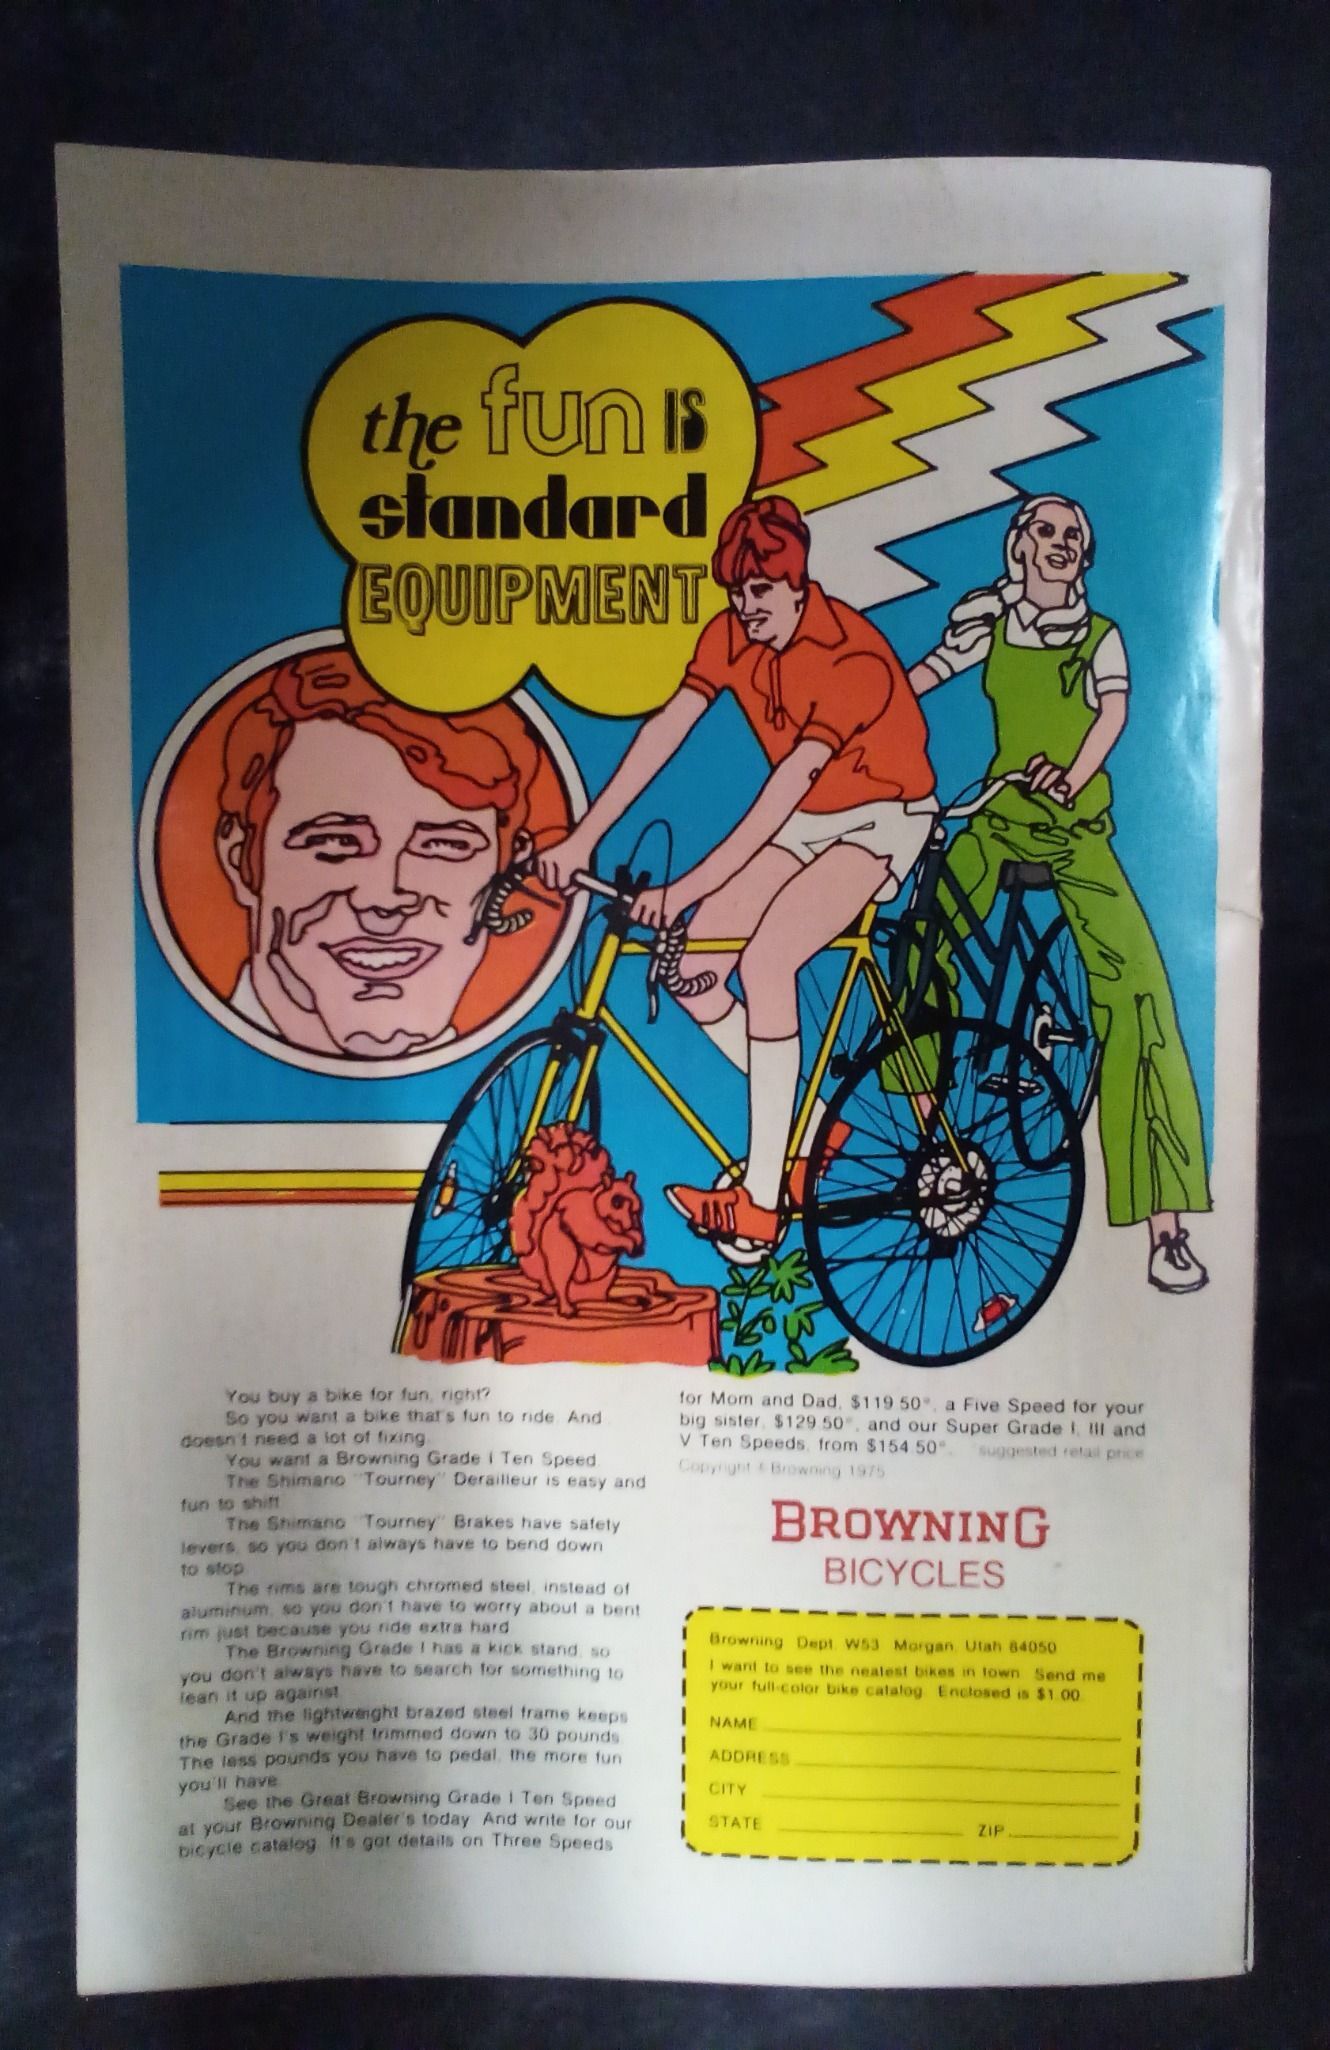 the fun IS
standard
EQUIPMENT
You buy a bike for fun, right?
So you want a bike that's fun to ride. And
doesn't need a lot of fixing.
You want a Browning Grade I Ten Speed.
The Shimano "Tourney" Derailleur is easy and
fun to shift.
The Shimano "Tourney" Brakes have safety
levers, so you don't always have to bend down
to stop.
The rims are tough chromed steel, instead of
aluminum, so you don't have to worry about a bent
rim just because you ride extra hard.
The Browning Grade I has a kick stand, so
you don't always have to search for something to
lean it up against.
And the lightweight brazed steel frame keeps
the Grade I's weight trimmed down to 30 pounds.
The less pounds you have to pedal, the more fun
you'll have.
See the Great Browning Grade I Ten Speed
at your Browning Dealer's today. And write for our
bicycle catalog. It's got details on Three Speeds
for Mom and Dad, $119.50*, a Five Speed for your
big sister, $129.50*, and our Super Grade I, III and
V Ten Speeds, from $154.50*. *suggested retail price
Copyright © Browning 1975
BROWNING
BICYCLES
Browning Dept. W53 Morgan, Utah 84050
I want to see the neatest bikes in town. Send me
your full-color bike catalog. Enclosed is $1.00.
NAME
ADDRESS
CITY
STATE ZIP